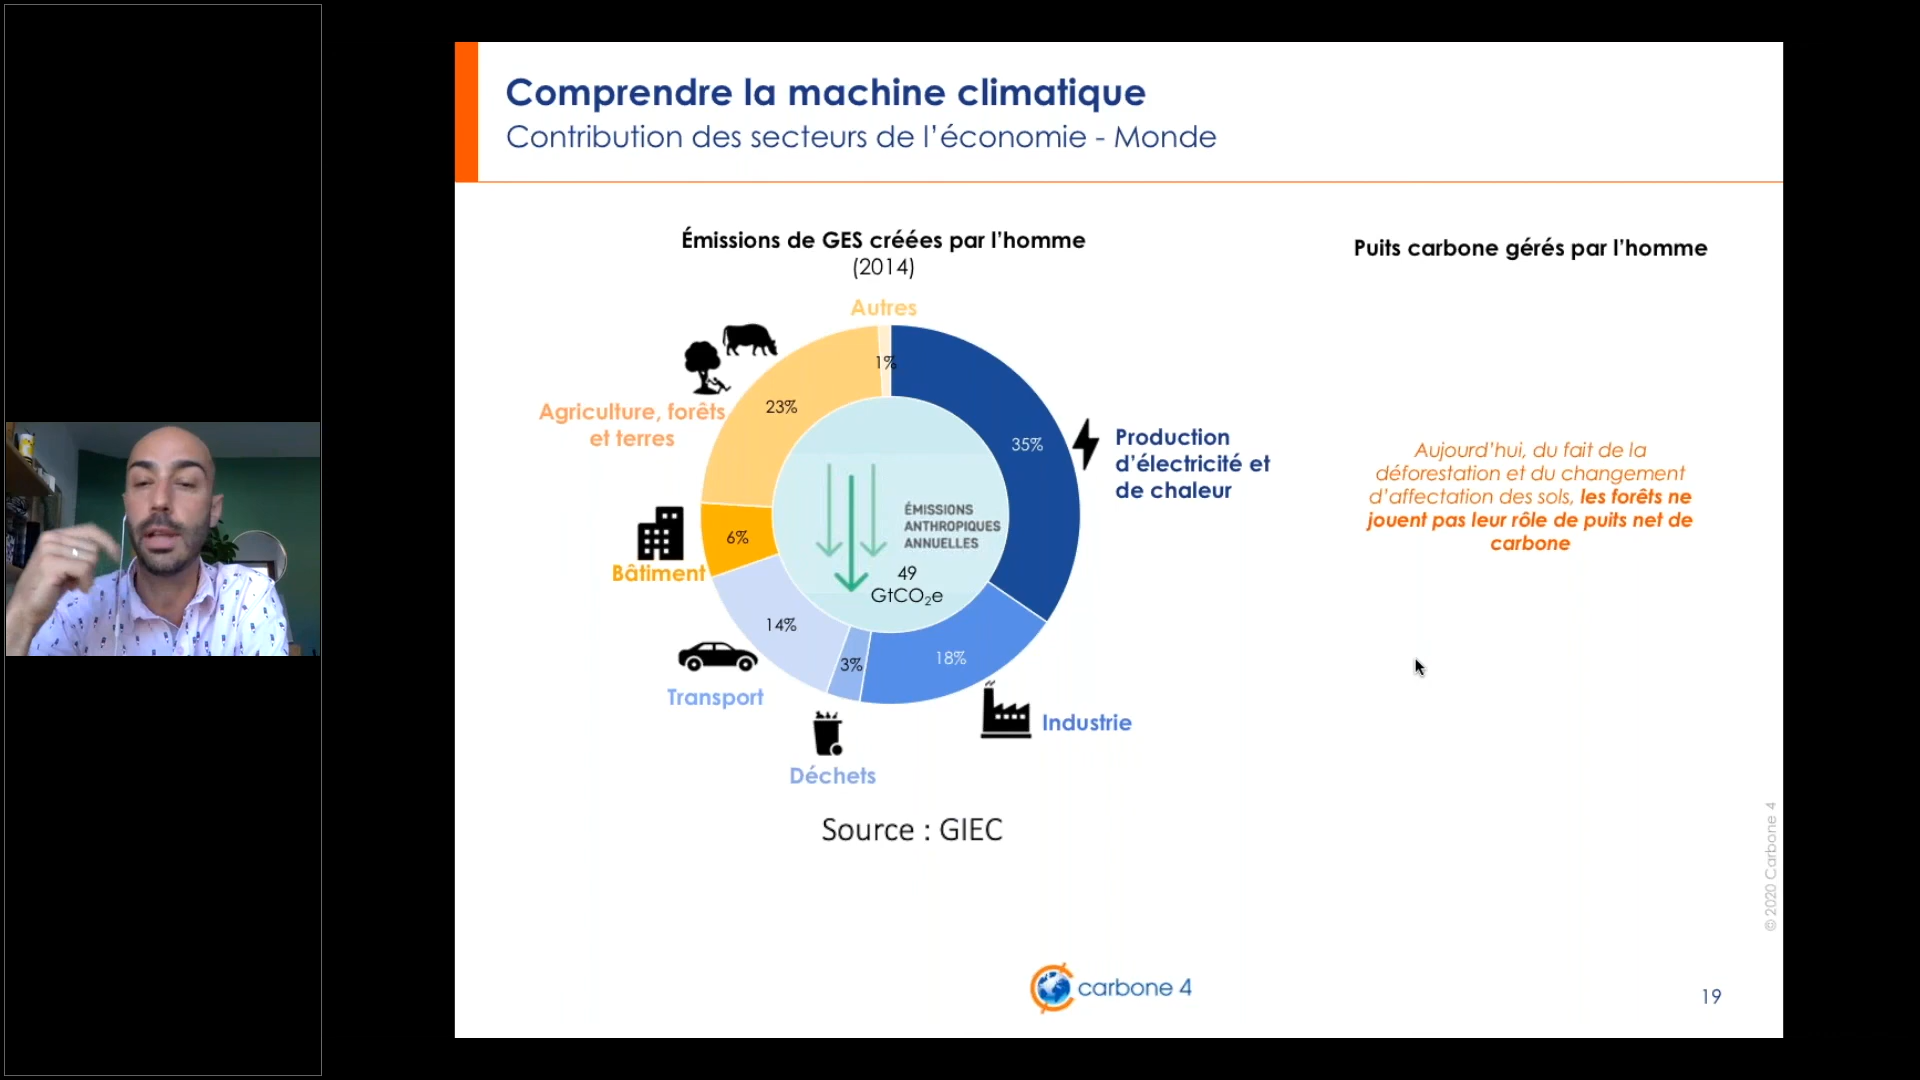 Comprendre la machine climatique
Contribution des secteurs de l’économie - Monde
Émissions de GES créées par l’homme
(2014)
Puits carbone gérés par l’homme
Autres
1%
23%
Agriculture, forêts
et terres
35%
Production
d’électricité et
de chaleur
Aujourd’hui, du fait de la
déforestation et du changement
d’affectation des sols, les forêts ne
jouent pas leur rôle de puits net de
carbone
ÉMISSIONS
ANTHROPIQUES
ANNUELLES
49
GtCO₂e
6%
Bâtiment
14%
Transport
3%
Déchets
18%
Industrie
Source : GIEC
© 2020 Carbone 4
carbone 4
19